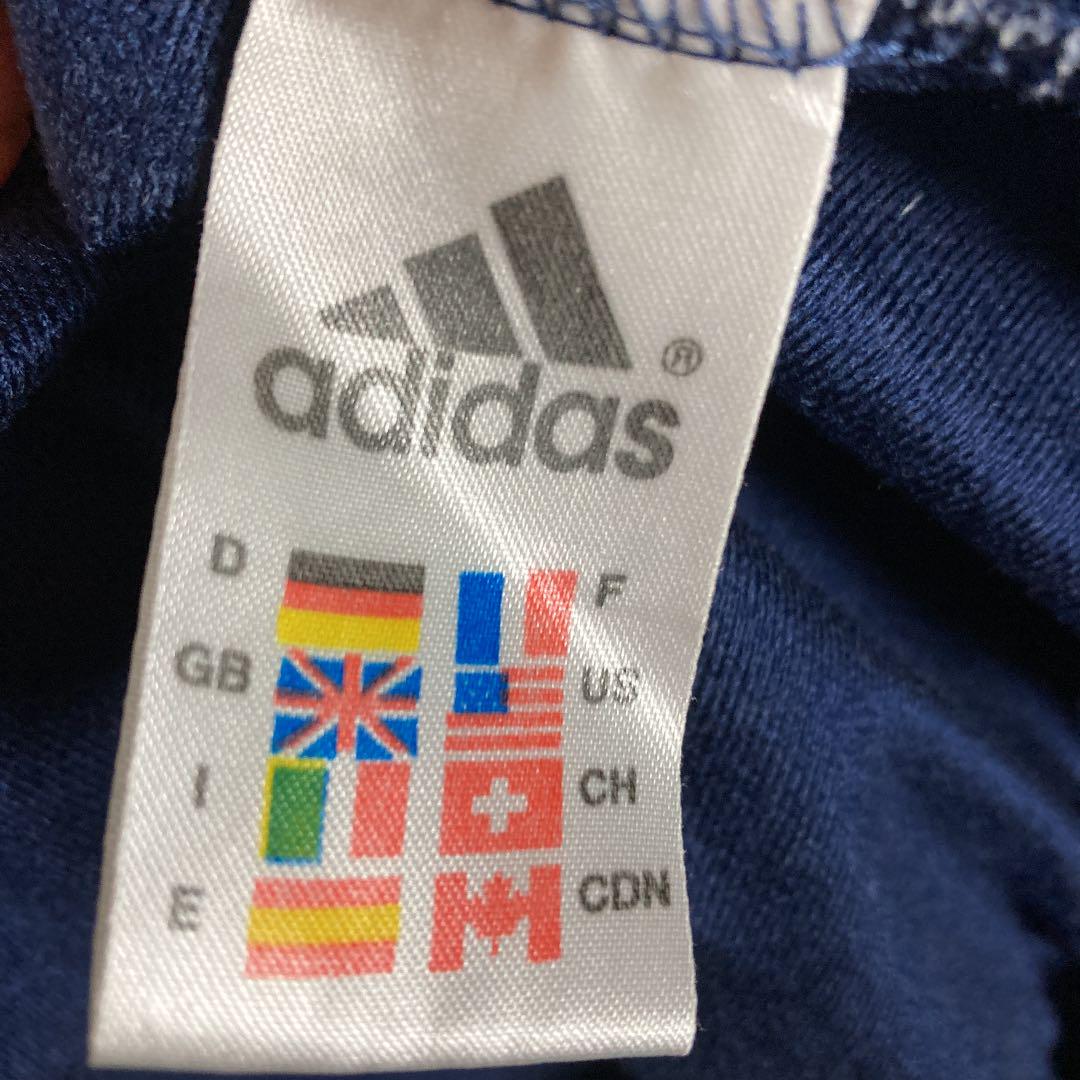 adidas®
D F
GB US
I CH
E CDN